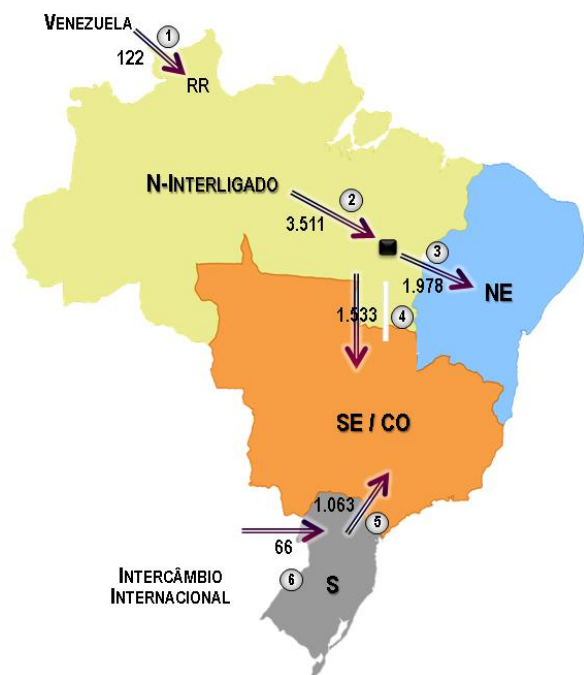 VENEZUELA
1
122
RR
N-INTERLIGADO
2
3.511
3
1.978
NE
1.533
4
SE / CO
1.063
5
66
INTERCÂMBIO
INTERNACIONAL
6
S